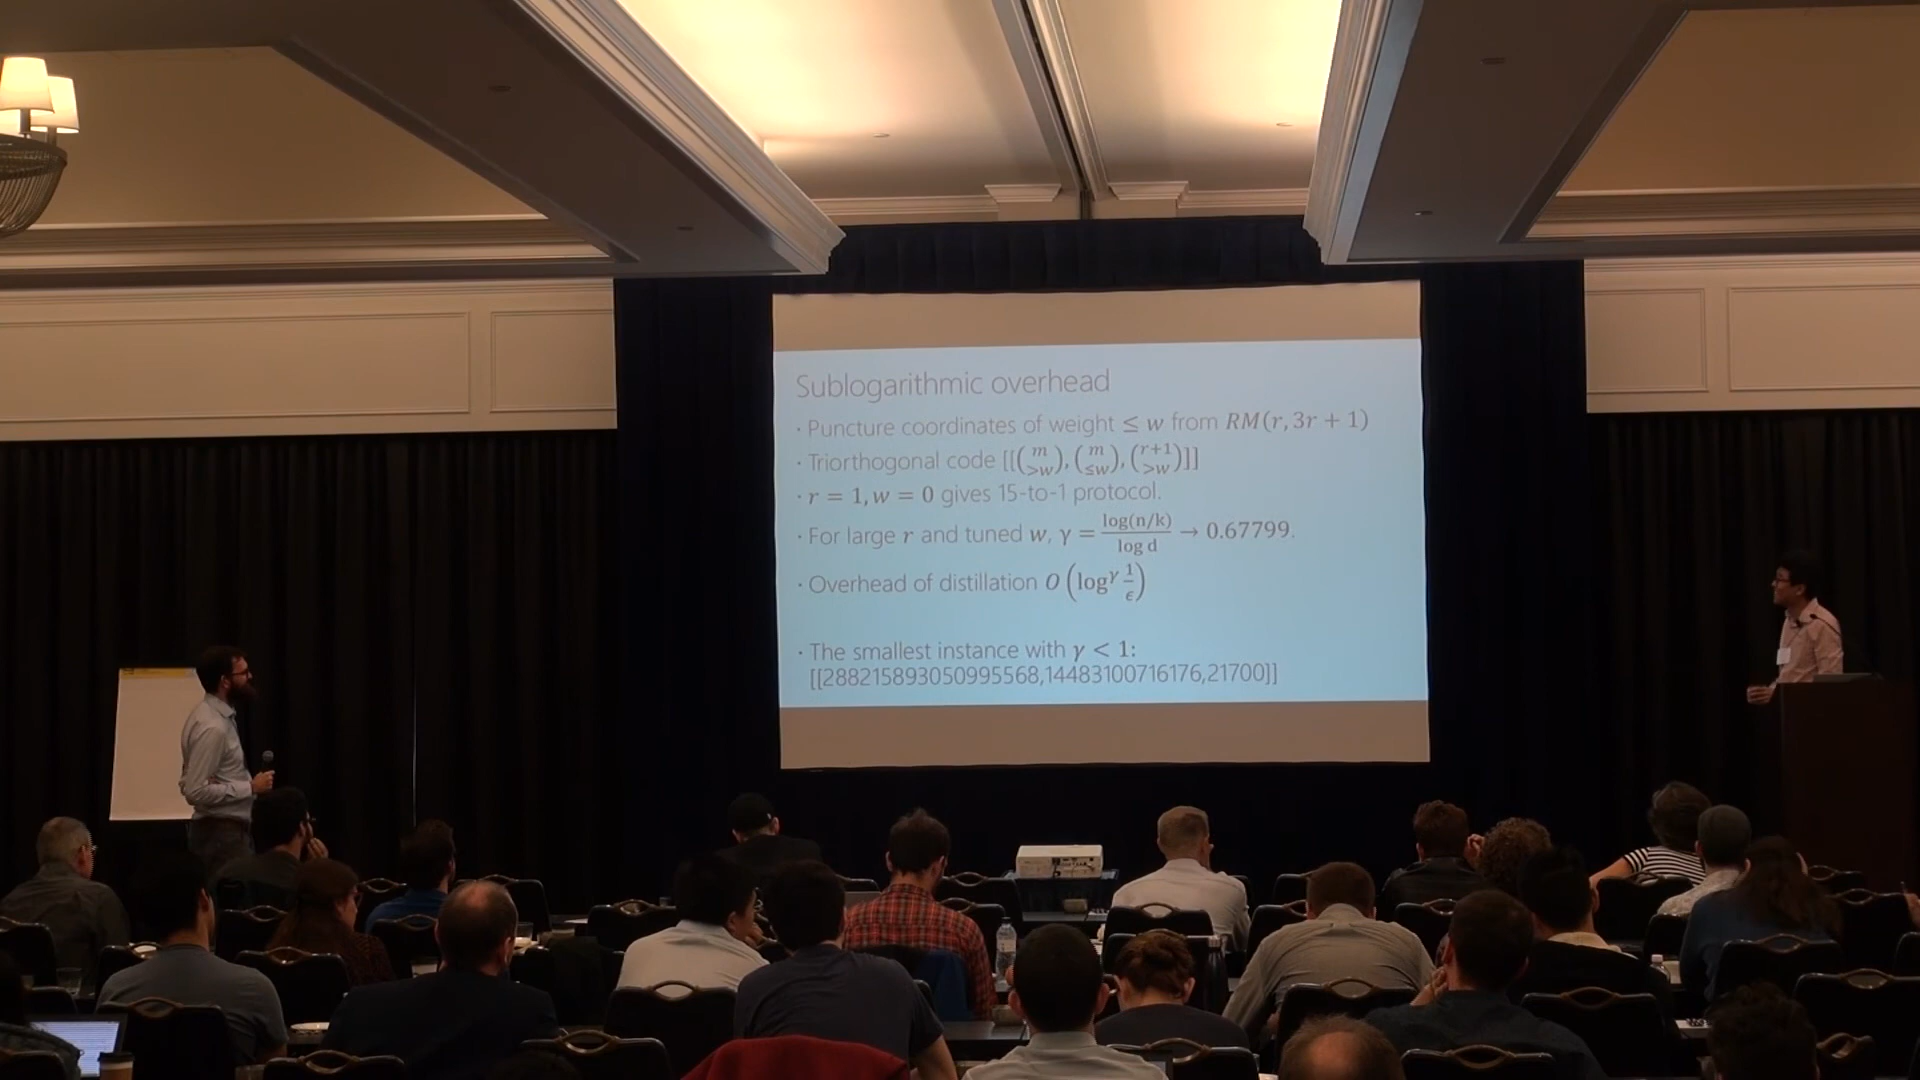 Sublogarithmic overhead
· Puncture coordinates of weight ≤ w from RM(r, 3r + 1)
· Triorthogonal code [[(m >w), (m ≤w), (r+1 >w)]]
· r = 1, w = 0 gives 15-to-1 protocol.
· For large r and tuned w, γ = log(n/k) / log d → 0.67799.
· Overhead of distillation O(log^γ 1/ϵ)
· The smallest instance with γ < 1:
[[288215893050995568,14483100716176,21700]]